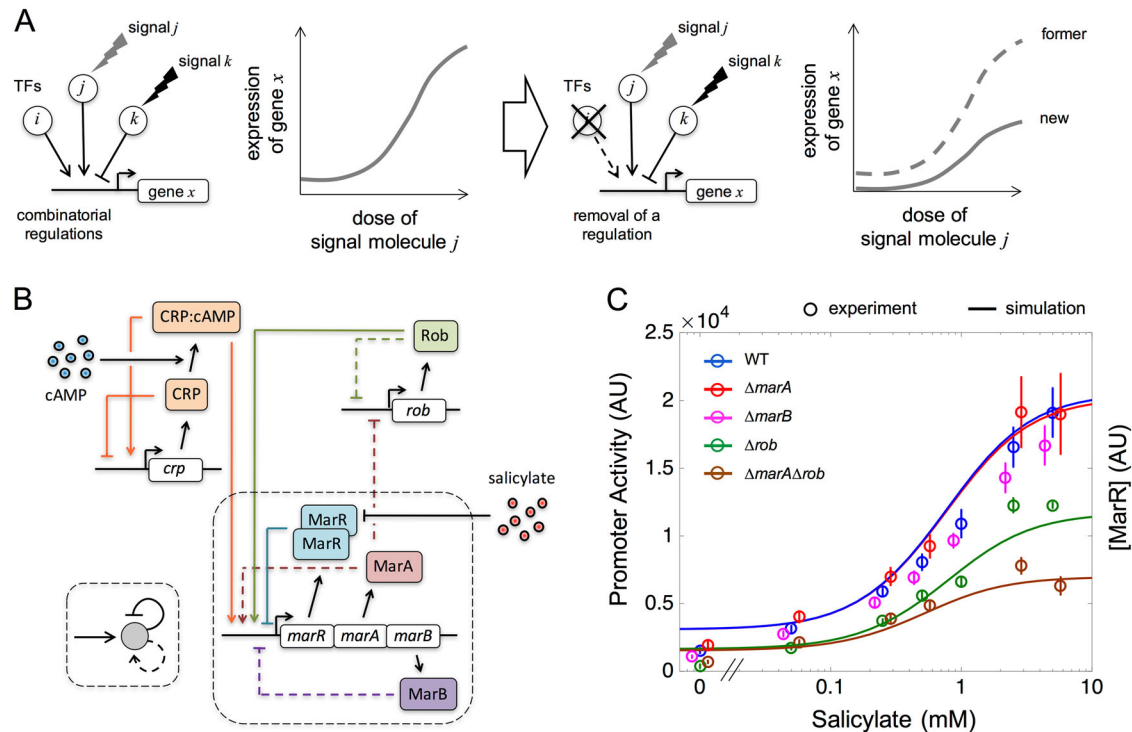 A
signal j
signal k
TFs
i
j
k
gene x
combinatorial
regulations
expression
of gene x
dose of
signal molecule j
signal j
signal k
TFs
j
k
gene x
removal of a
regulation
expression
of gene x
former
new
dose of
signal molecule j
B
CRP:cAMP
cAMP
CRP
crp
Rob
rob
salicylate
MarR
MarR
MarA
marR marA marB
MarB
C
experiment simulation
× 10⁴
2.5
2
1.5
1
0.5
0
WT
ΔmarA
ΔmarB
Δrob
ΔmarAΔrob
Promoter Activity (AU)
[MarR] (AU)
0 0.1 1 10
Salicylate (mM)